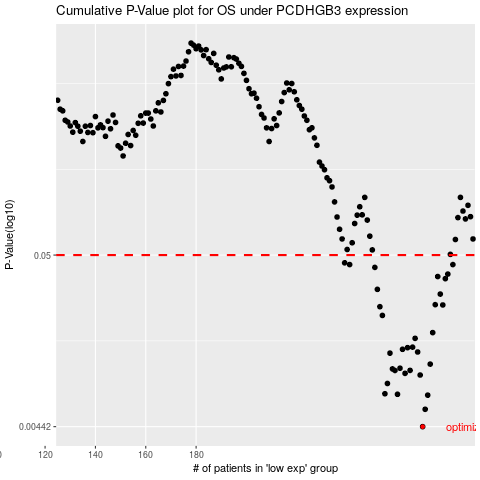 Cumulative P-Value plot for OS under PCDHGB3 expression
P-Value(log10)
0.05
0.00442
optimi
0 120 140 160 180
# of patients in 'low exp' group